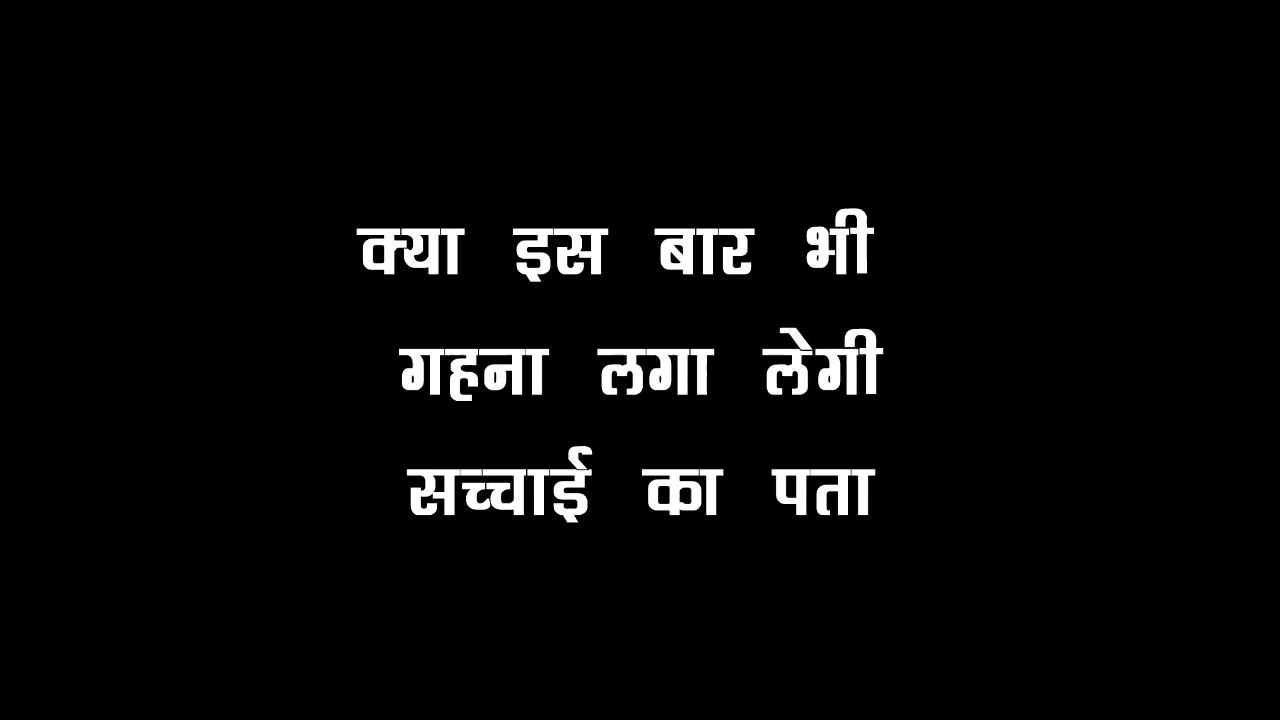 क्या इस बार भी
गहना लगा लेगी
सच्चाई का पता